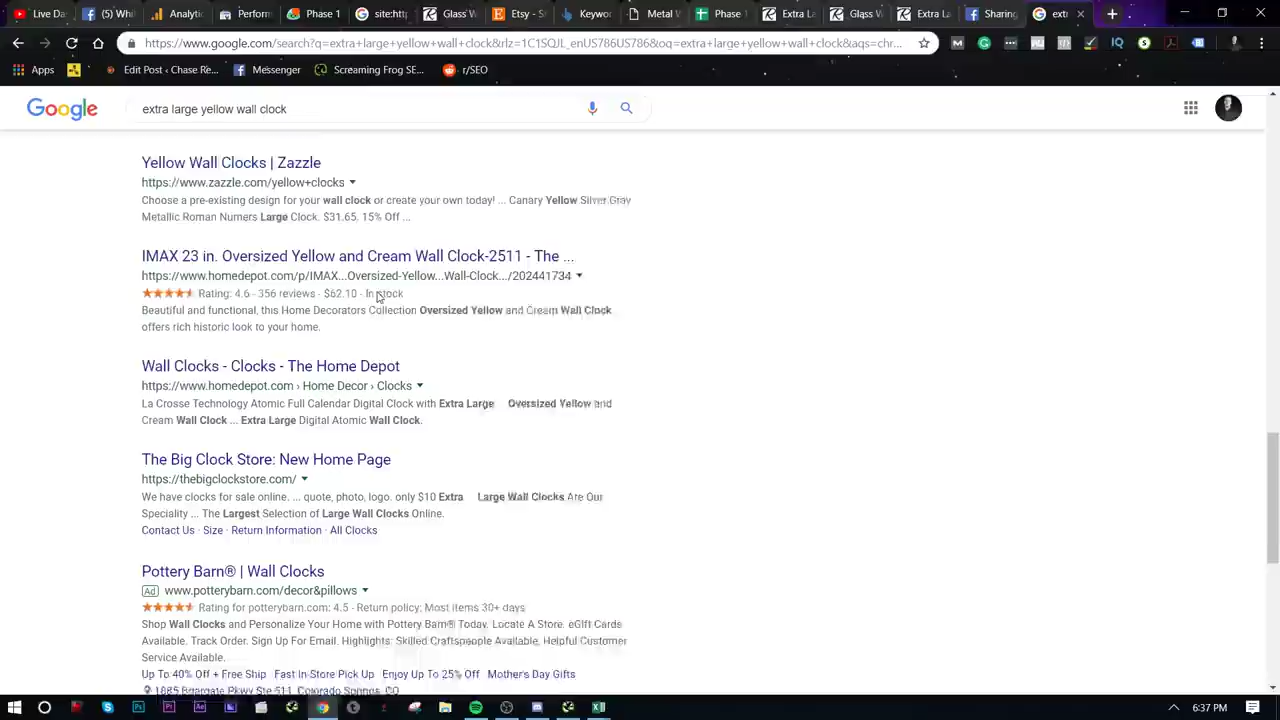 Live Da
Phase
site:htt
Glass W
Etsy - S
Keywor
Metal W
Phase 1
Extra La
Glass W
Extra La
Sharing
extr
https://www.google.com/search?q=extra+large+yellow+wall+clock&rlz=1C1SQJL_enUS786US786&oq=extra+large+yellow+wall+clock&aqs=chr...
Apps
Edit Post ‹ Chase Re...
Messenger
Screaming Frog SE...
r/SEO
Google
extra large yellow wall clock
Yellow Wall Clocks | Zazzle
https://www.zazzle.com/yellow+clocks
Choose a pre-existing design for your wall clock or create your own today! ... Canary Yellow Silver Gray
Metallic Roman Numers Large Clock. $31.65. 15% Off ...
IMAX 23 in. Oversized Yellow and Cream Wall Clock-2511 - The ...
https://www.homedepot.com/p/IMAX...Oversized-Yellow...Wall-Clock.../202441734
Rating: 4.6 - 356 reviews - $62.10 - In stock
Beautiful and functional, this Home Decorators Collection Oversized Yellow and Cream Wall Clock
offers rich historic look to your home.
Wall Clocks - Clocks - The Home Depot
https://www.homedepot.com › Home Decor › Clocks
La Crosse Technology Atomic Full Calendar Digital Clock with Extra Large Oversized Yellow and
Cream Wall Clock ... Extra Large Digital Atomic Wall Clock.
The Big Clock Store: New Home Page
https://thebigclockstore.com/
We have clocks for sale online. ... quote, photo, logo. only $10 Extra Large Wall Clocks Are Our
Speciality ... The Largest Selection of Large Wall Clocks Online.
Contact Us · Size · Return Information · All Clocks
Pottery Barn® | Wall Clocks
Ad www.potterybarn.com/decor&pillows
Rating for potterybarn.com: 4.5 - Return policy: Most items 30+ days
Shop Wall Clocks and Personalize Your Home with Pottery Barn® Today. Locate A Store. eGift Cards
Available. Track Order. Sign Up For Email. Highlights: Skilled Craftspeople Available, Helpful Customer
Service Available.
Up To 40% Off + Free Ship Fast In-Store Pick Up Enjoy Up To 25% Off Mother's Day Gifts
Pkwy Ste 511, Colorado Springs, CO
6:37 PM